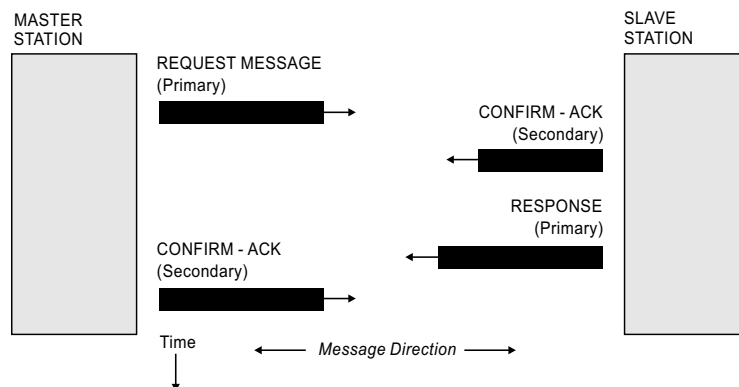 MASTER
STATION
SLAVE
STATION
REQUEST MESSAGE
(Primary)
CONFIRM - ACK
(Secondary)
RESPONSE
(Primary)
CONFIRM - ACK
(Secondary)
Time
Message Direction